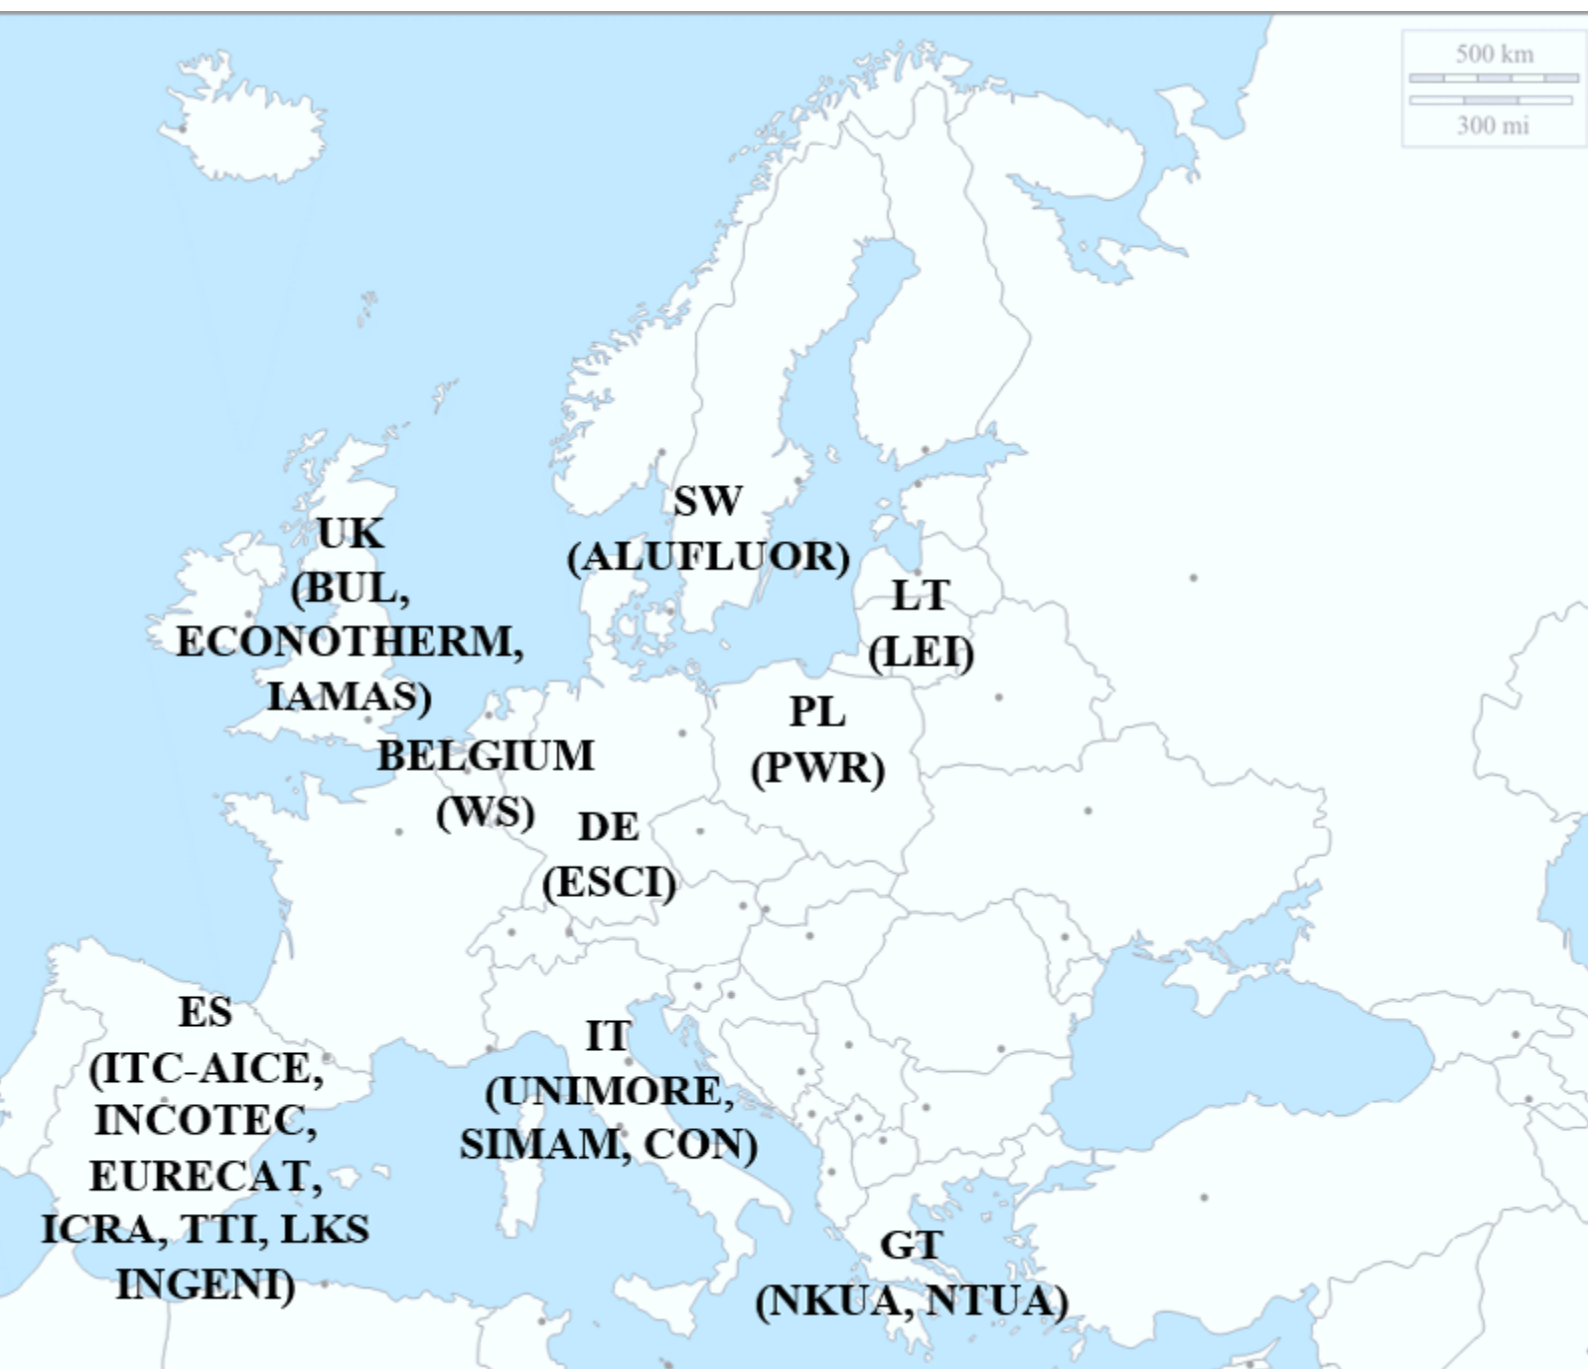 500 km
300 mi
SW
(ALUFLUOR)
UK
(BUL,
ECONOTHERM,
IAMAS)
LT
(LEI)
PL
(PWR)
BELGIUM
(WS)
DE
(ESCI)
ES
(ITC-AICE,
INCOTEC,
EURECAT,
ICRA, TTI, LKS
INGENI)
IT
(UNIMORE,
SIMAM, CON)
GT
(NKUA, NTUA)